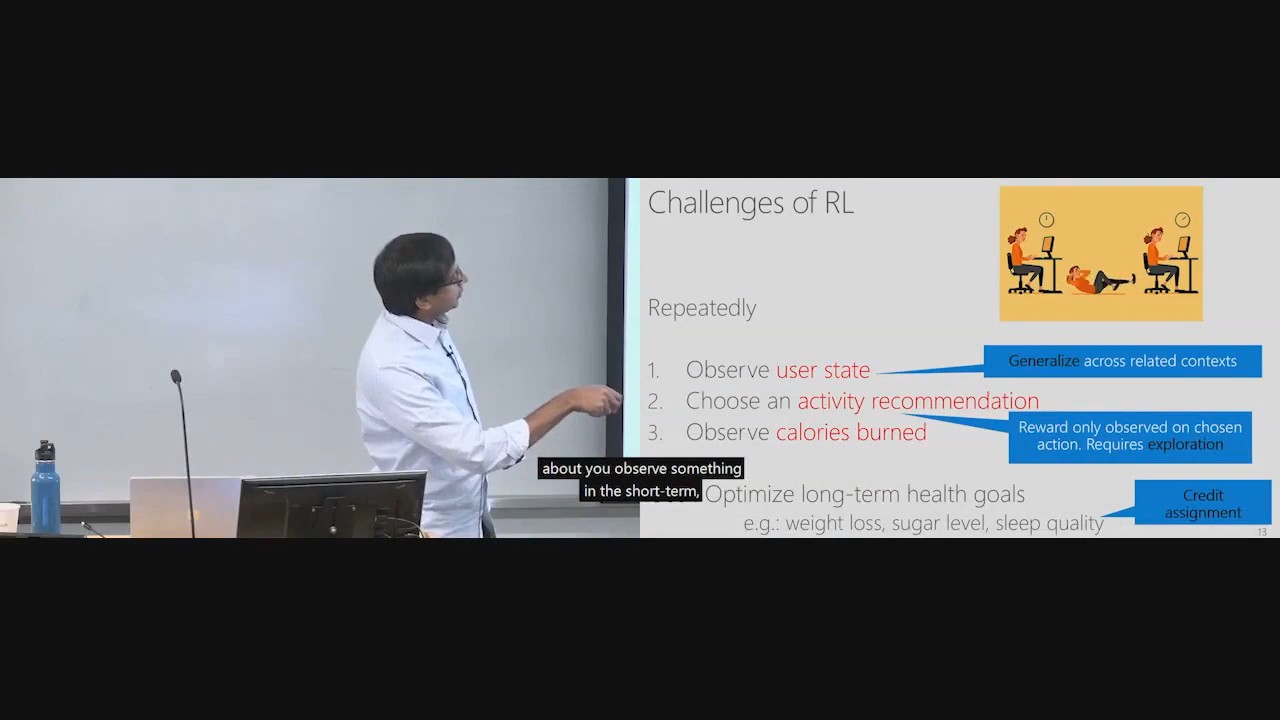 Challenges of RL
Repeatedly
1. Observe user state
Generalize across related contexts
2. Choose an activity recommendation
Reward only observed on chosen
action. Requires exploration
3. Observe calories burned
about you observe something
in the short-term,
Optimize long-term health goals
e.g.: weight loss, sugar level, sleep quality
Credit
assignment
13